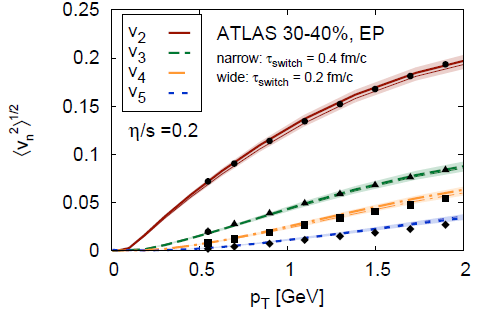 0.25
0.2
0.15
0.1
0.05
0
⟨vₙ²⟩¹/²
v₂
v₃
v₄
v₅
ATLAS 30-40%, EP
narrow: τswitch = 0.4 fm/c
wide: τswitch = 0.2 fm/c
η/s =0.2
0 0.5 1 1.5 2
pT [GeV]